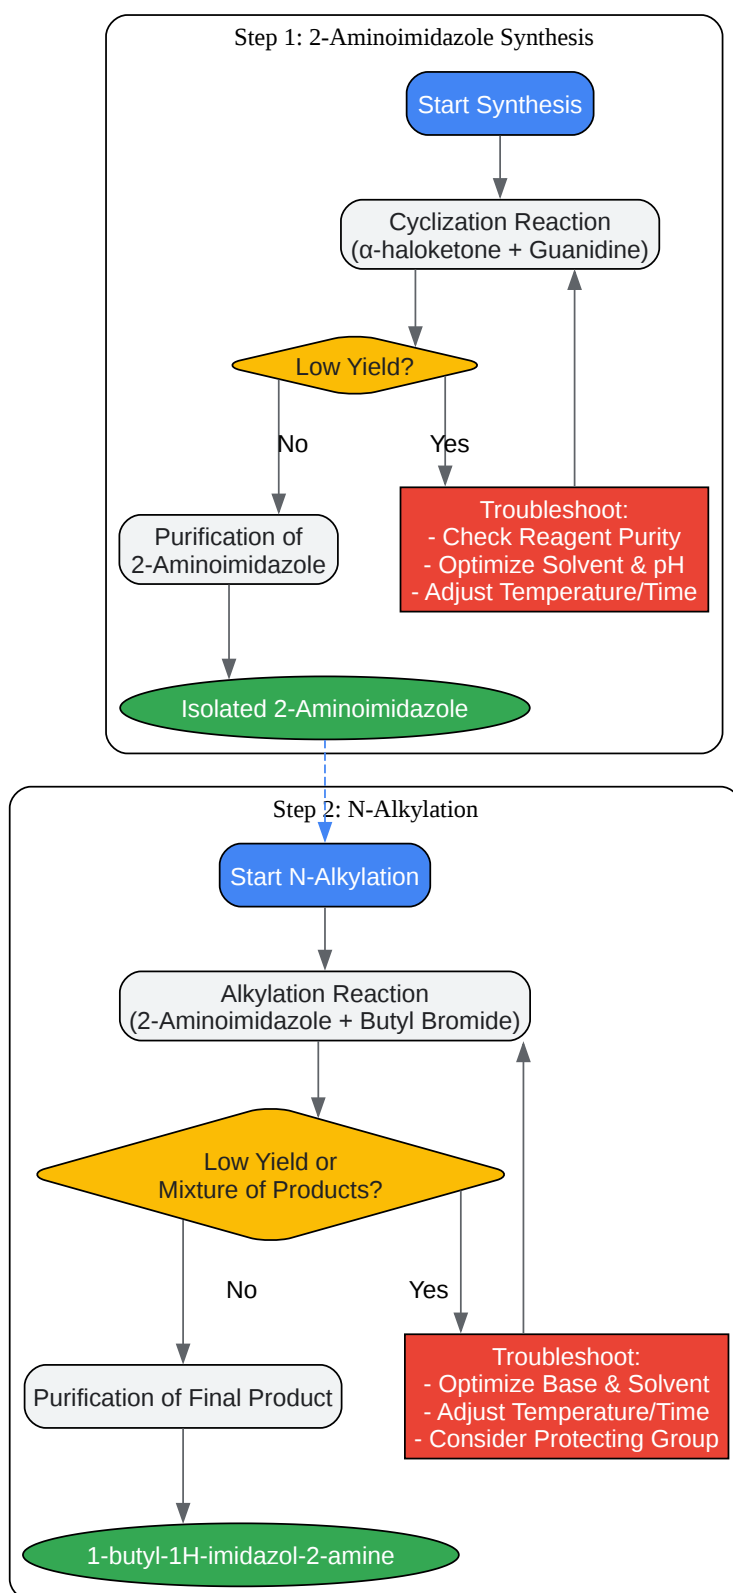 Step 1: 2-Aminoimidazole Synthesis
Start Synthesis
Cyclization Reaction
(α-haloketone + Guanidine)
Low Yield?
No
Yes
Troubleshoot:
- Check Reagent Purity
- Optimize Solvent & pH
- Adjust Temperature/Time
Purification of
2-Aminoimidazole
Isolated 2-Aminoimidazole
Step 2: N-Alkylation
Start N-Alkylation
Alkylation Reaction
(2-Aminoimidazole + Butyl Bromide)
Low Yield or
Mixture of Products?
No
Yes
Troubleshoot:
- Optimize Base & Solvent
- Adjust Temperature/Time
- Consider Protecting Group
Purification of Final Product
1-butyl-1H-imidazol-2-amine